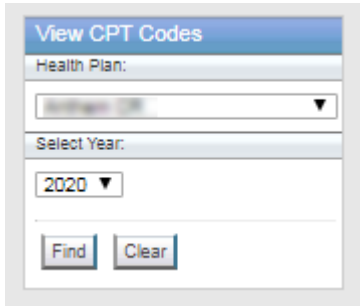 View CPT Codes
Health Plan:
Select Year:
2020
Find Clear